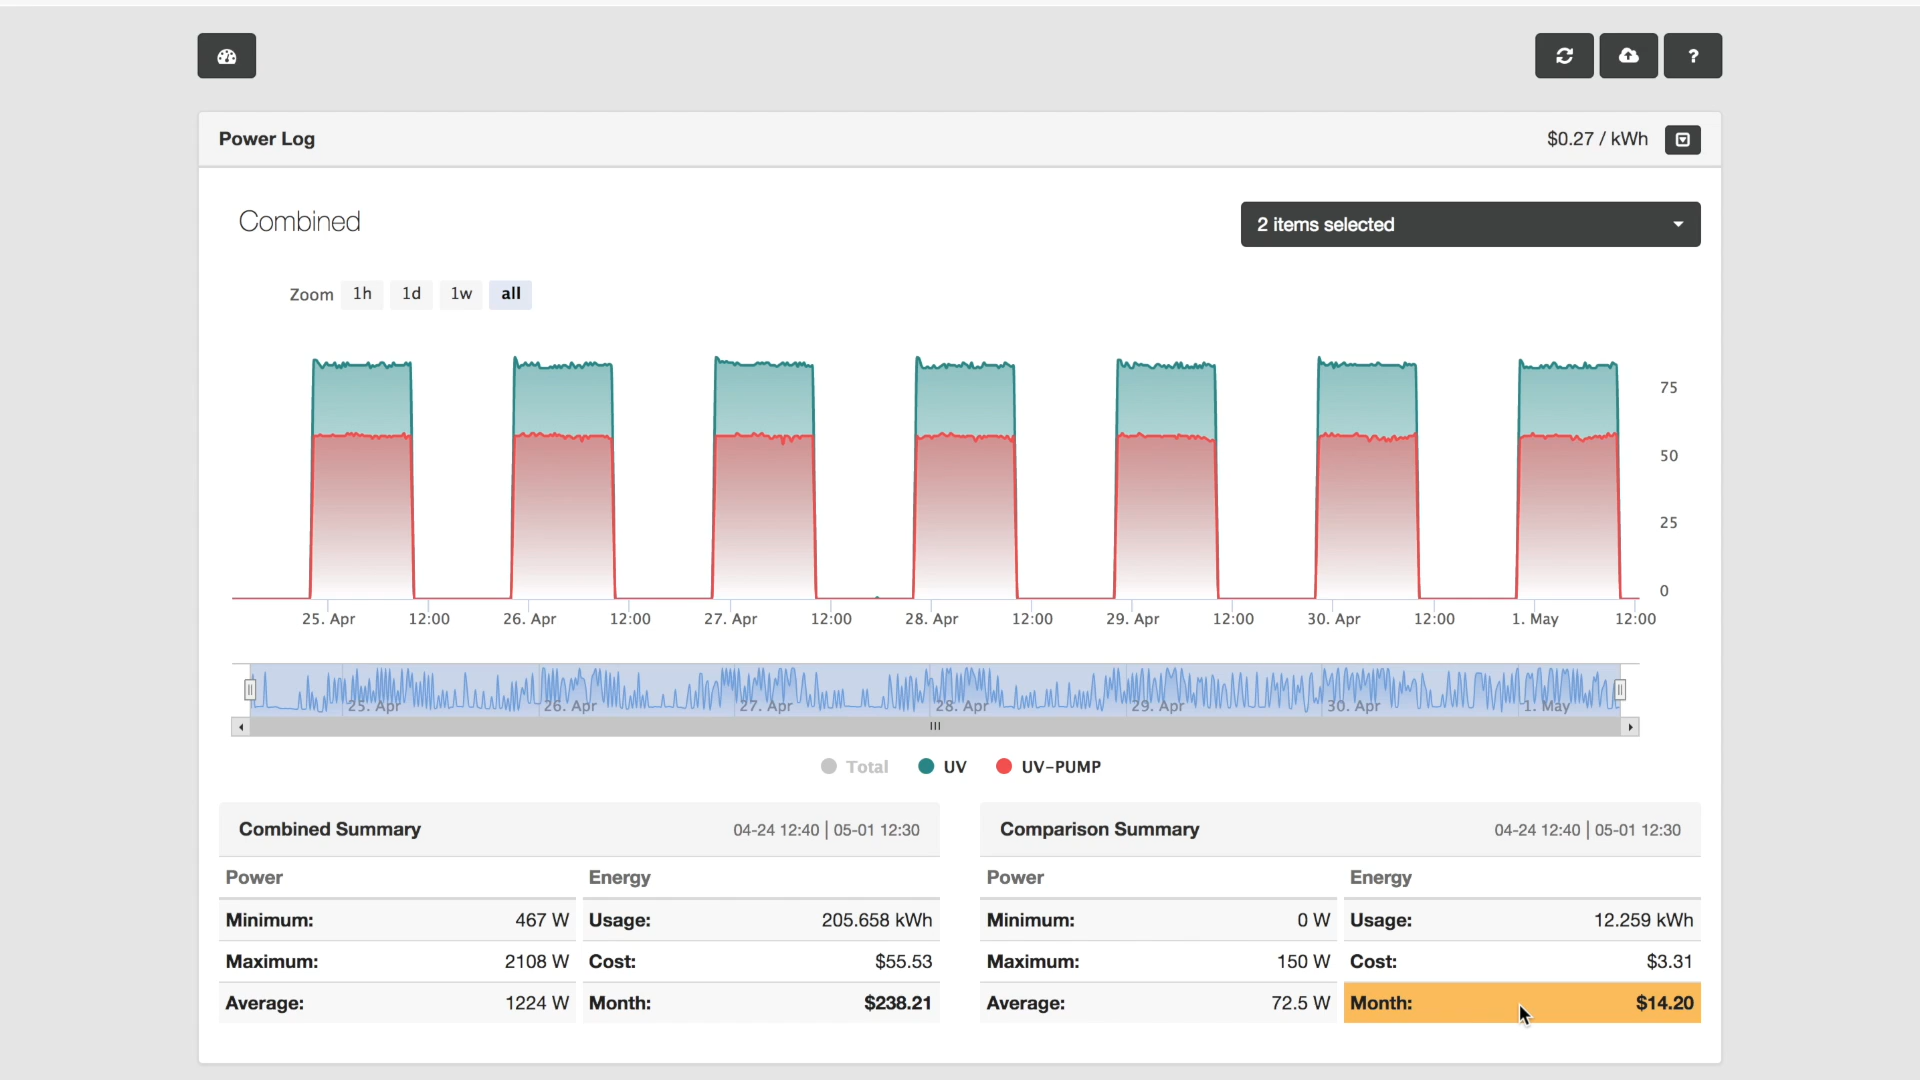 ?
Power Log
$0.27 / kWh
Combined
2 items selected
Zoom 1h 1d 1w all
75
50
25
0
25. Apr 12:00 26. Apr 12:00 27. Apr 12:00 28. Apr 12:00 29. Apr 12:00 30. Apr 12:00 1. May 12:00
25. Apr 26. Apr 27. Apr 28. Apr 29. Apr 30. Apr 1. May
Total UV UV-PUMP
Combined Summary 04-24 12:40 | 05-01 12:30
Power Energy
Minimum: 467 W Usage: 205.658 kWh
Maximum: 2108 W Cost: $55.53
Average: 1224 W Month: $238.21
Comparison Summary 04-24 12:40 | 05-01 12:30
Power Energy
Minimum: 0 W Usage: 12.259 kWh
Maximum: 150 W Cost: $3.31
Average: 72.5 W Month: $14.20